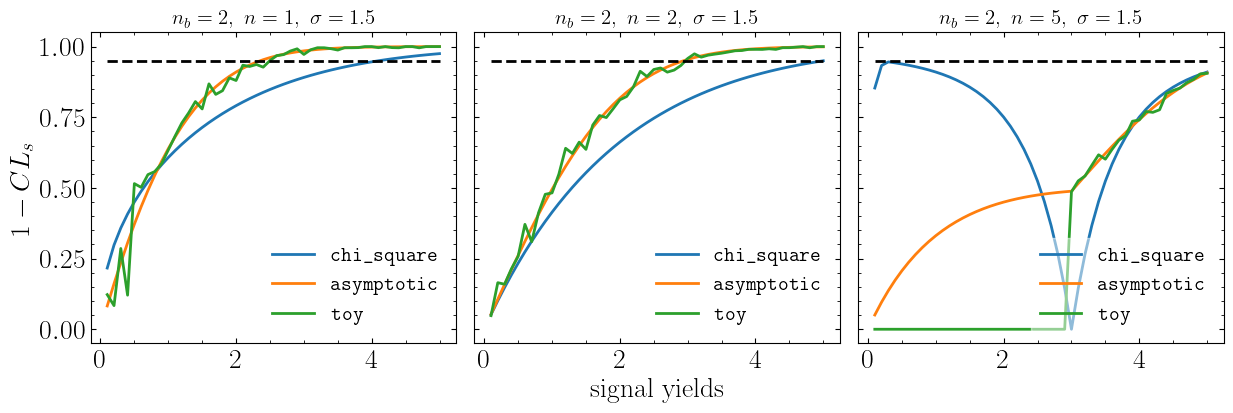 n_b = 2, n = 1, σ = 1.5
n_b = 2, n = 2, σ = 1.5
n_b = 2, n = 5, σ = 1.5
1 − CL_s
1.00
0.75
0.50
0.25
0.00
chi_square
asymptotic
toy
chi_square
asymptotic
toy
chi_square
asymptotic
toy
0 2 4
0 2 4
0 2 4
signal yields